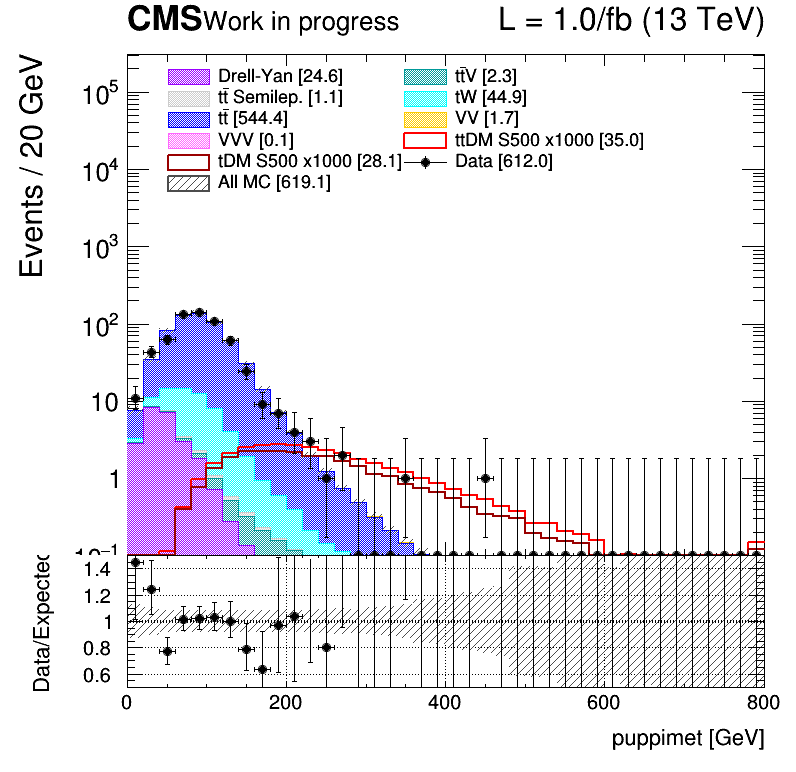 CMS Work in progress L = 1.0/fb (13 TeV)
Events / 20 GeV
Drell-Yan [24.6] tt̄V [2.3]
tt̄ Semilep. [1.1] tW [44.9]
tt̄ [544.4] VV [1.7]
VVV [0.1] ttDM S500 x1000 [35.0]
tDM S500 x1000 [28.1] Data [612.0]
All MC [619.1]
10⁵
10⁴
10³
10²
10
1
10⁻¹
Data/Expected
1.4
1.2
1
0.8
0.6
0 200 400 600 800
puppimet [GeV]